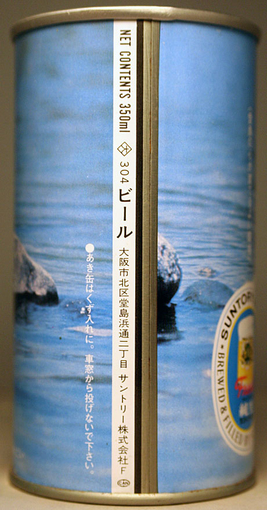 NET CONTENTS 350ml
304 ビール 大阪市北区堂島浜通二丁目 サントリー株式会社 F
●あき缶はくず入れに。車窓から投げないで下さい。
SUNTOR
BREWED & FILLED B